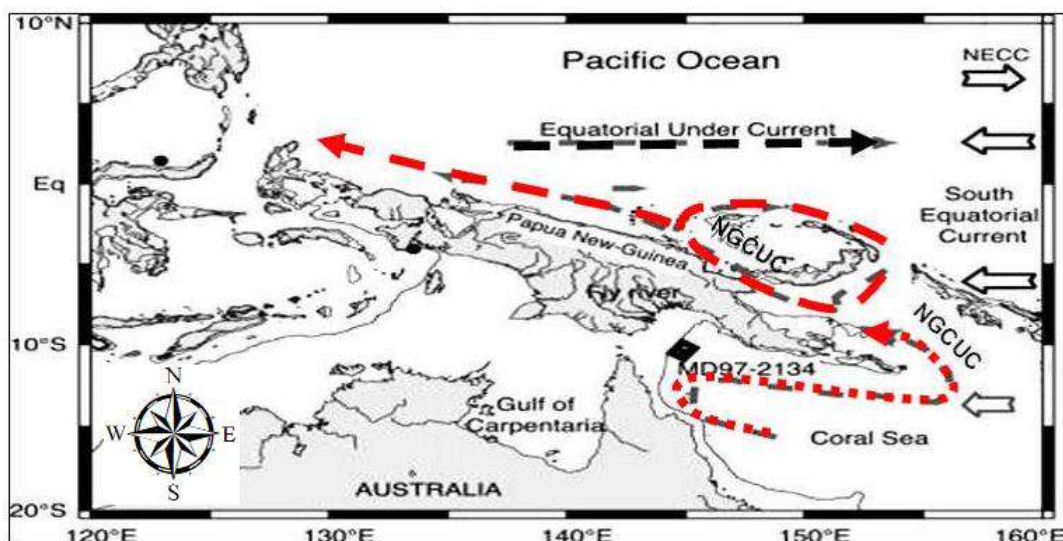 10°N
Pacific Ocean
NECC
Equatorial Under Current
Eq
South
Equatorial
Current
NGCUC
Papua New-Guinea
Fly river
NGCUC
10°S
MD97-2134
N
W
E
S
Gulf of
Carpentaria
Coral Sea
AUSTRALIA
20°S
120°E
130°E
140°E
150°E
160°E